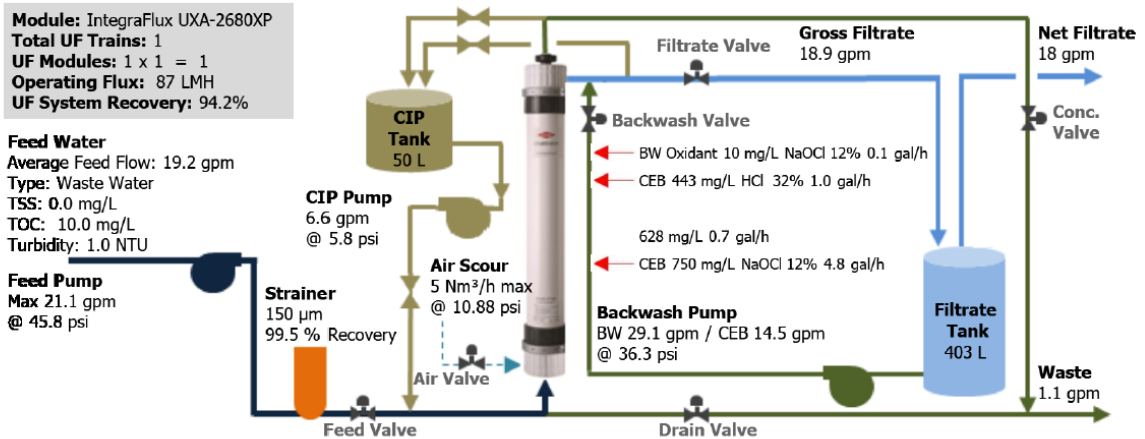 Module: IntegraFlux UXA-2680XP
Total UF Trains: 1
UF Modules: 1 x 1 = 1
Operating Flux: 87 LMH
UF System Recovery: 94.2%
Feed Water
Average Feed Flow: 19.2 gpm
Type: Waste Water
TSS: 0.0 mg/L
TOC: 10.0 mg/L
Turbidity: 1.0 NTU
Feed Pump
Max 21.1 gpm
@ 45.8 psi
Strainer
150 µm
99.5 % Recovery
Feed Valve
CIP
Tank
50 L
CIP Pump
6.6 gpm
@ 5.8 psi
Air Scour
5 Nm³/h max
@ 10.88 psi
Air Valve
Filtrate Valve
Gross Filtrate
18.9 gpm
Net Filtrate
18 gpm
Backwash Valve
Conc.
Valve
BW Oxidant 10 mg/L NaOCl 12% 0.1 gal/h
CEB 443 mg/L HCl 32% 1.0 gal/h
628 mg/L 0.7 gal/h
CEB 750 mg/L NaOCl 12% 4.8 gal/h
Backwash Pump
BW 29.1 gpm / CEB 14.5 gpm
@ 36.3 psi
Filtrate
Tank
403 L
Waste
1.1 gpm
Drain Valve